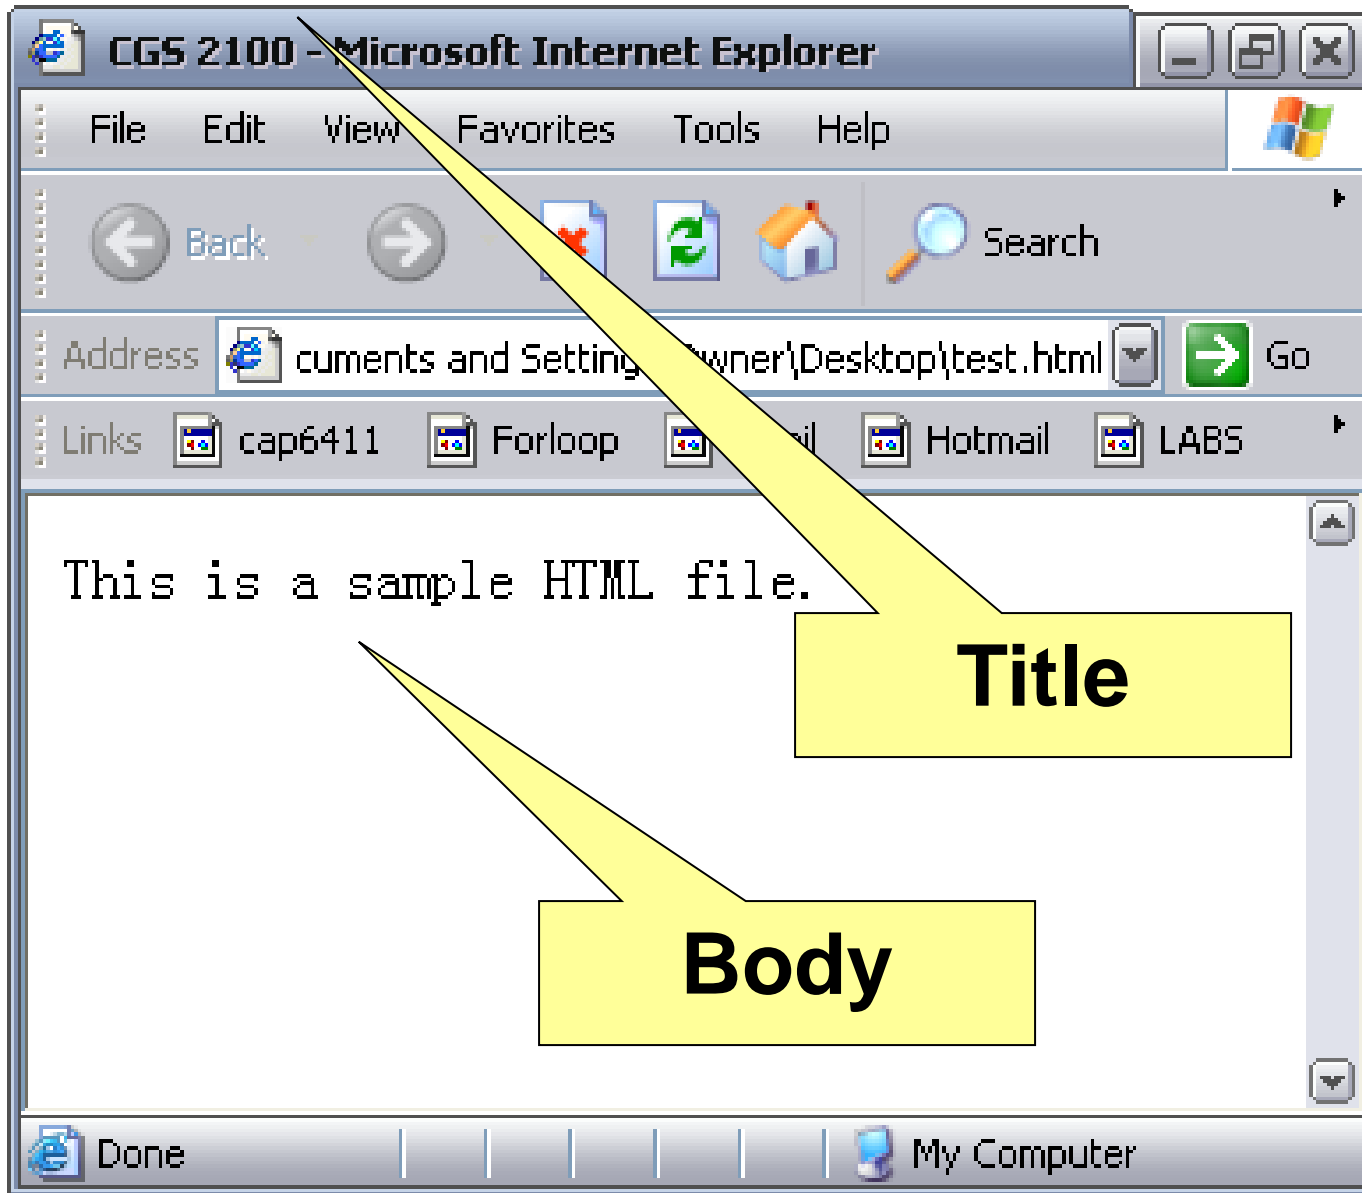 CGS 2100 - Microsoft Internet Explorer
File Edit View Favorites Tools Help
Back Search
Address cuments and Setting wner\Desktop\test.html Go
Links cap6411 Forloop Hotmail LABS
This is a sample HTML file.
Title
Body
Done My Computer